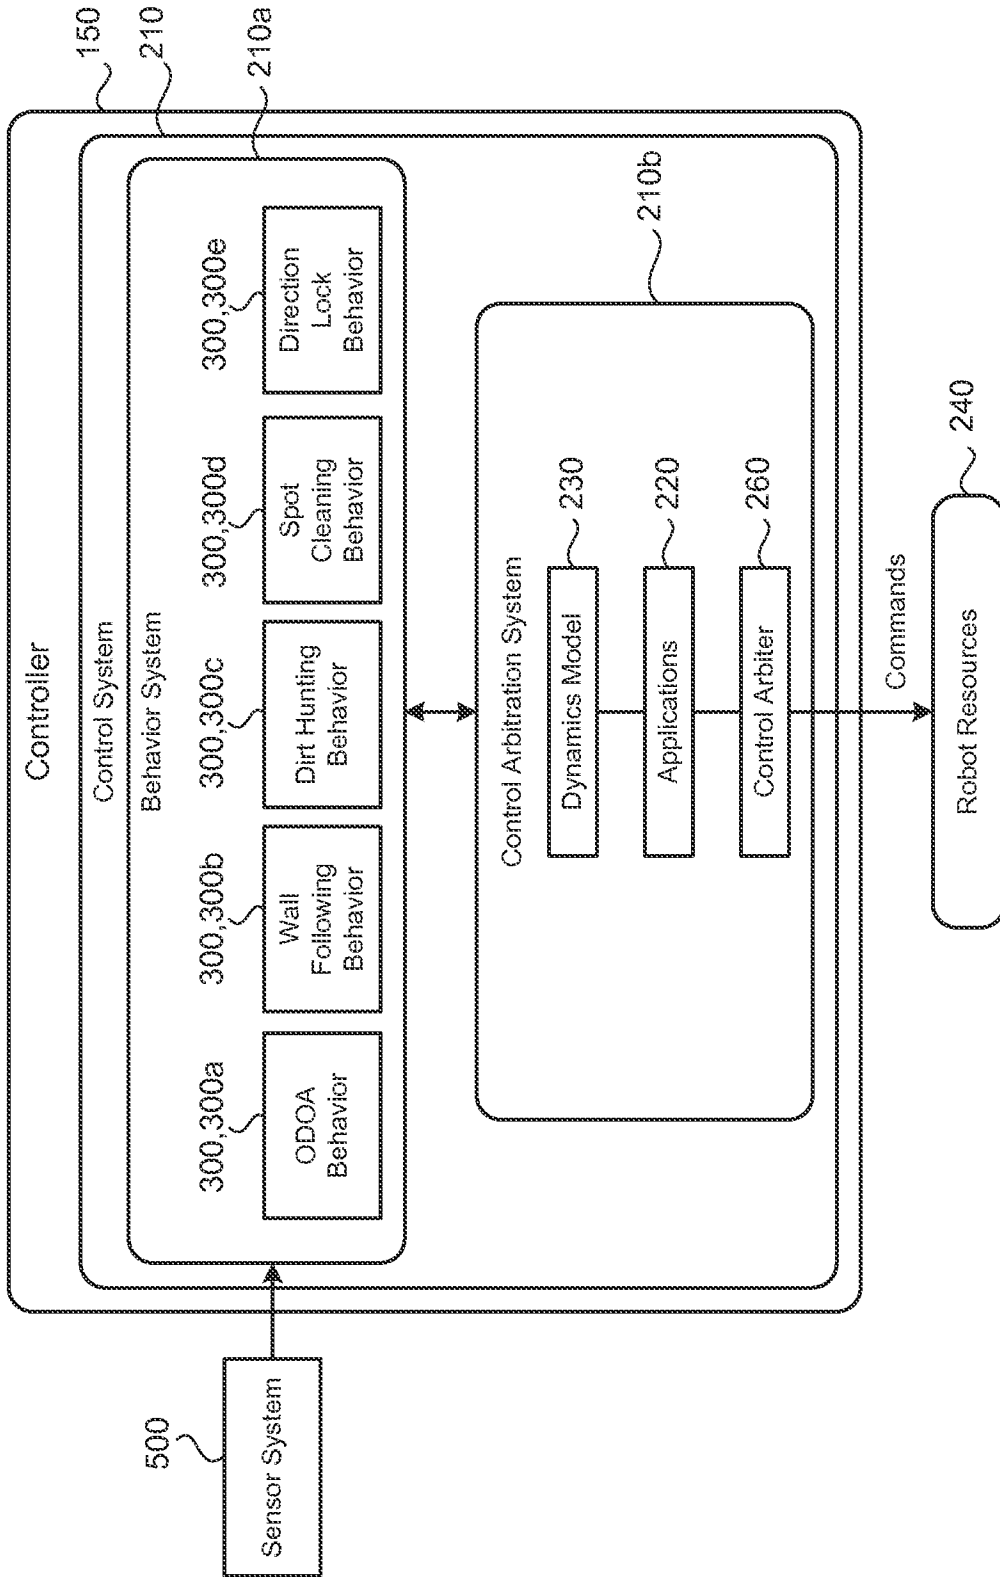 Controller
150
Control System
210
Behavior System
210a
300,300a
300,300b
300,300c
300,300d
300,300e
ODOA
Behavior
Wall
Following
Behavior
Dirt Hunting
Behavior
Spot
Cleaning
Behavior
Direction
Lock
Behavior
500
Sensor System
210b
Control Arbitration System
Dynamics Model
230
Applications
220
Control Arbiter
260
Commands
240
Robot Resources